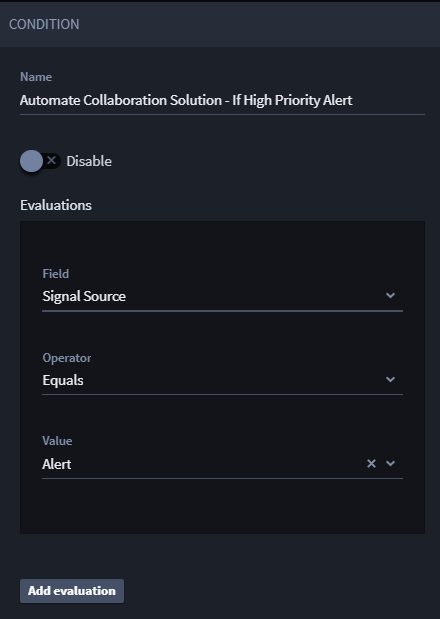 CONDITION
Name
Automate Collaboration Solution - If High Priority Alert
Disable
Evaluations
Field
Signal Source
Operator
Equals
Value
Alert
Add evaluation